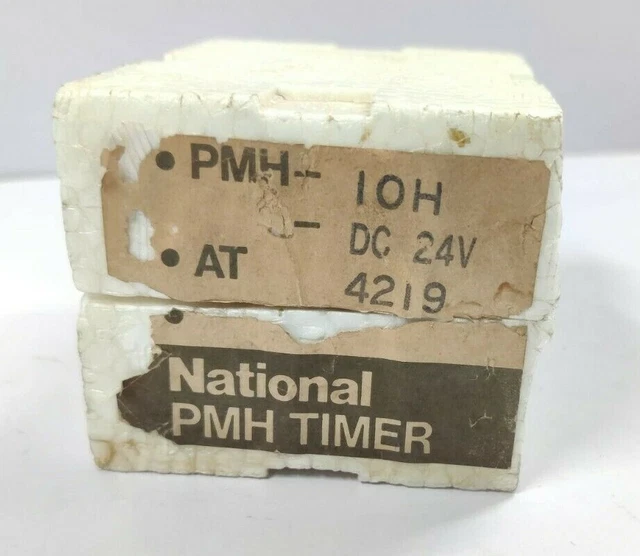 • PMH- 10H
- DC 24V
• AT 4219
•
National
PMH TIMER